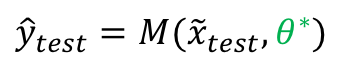 ŷ_test = M(x̃_test, θ*)